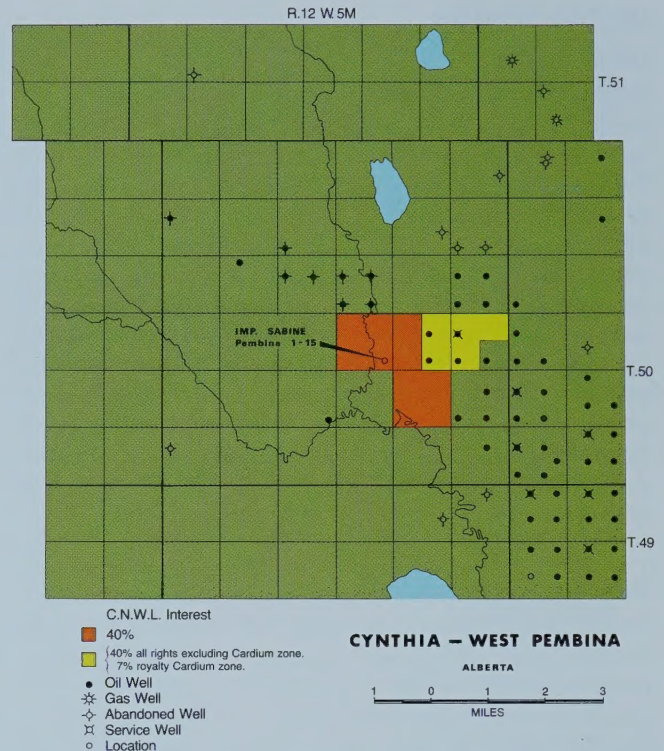 R.12 W.5M
T.51
IMP. SABINE
Pembina 1-15
T.50
T.49
C.N.W.L. Interest
40%
40% all rights excluding Cardium zone.
7% royalty Cardium zone.
Oil Well
Gas Well
Abandoned Well
Service Well
Location
CYNTHIA — WEST PEMBINA
ALBERTA
1 0 1 2 3
MILES